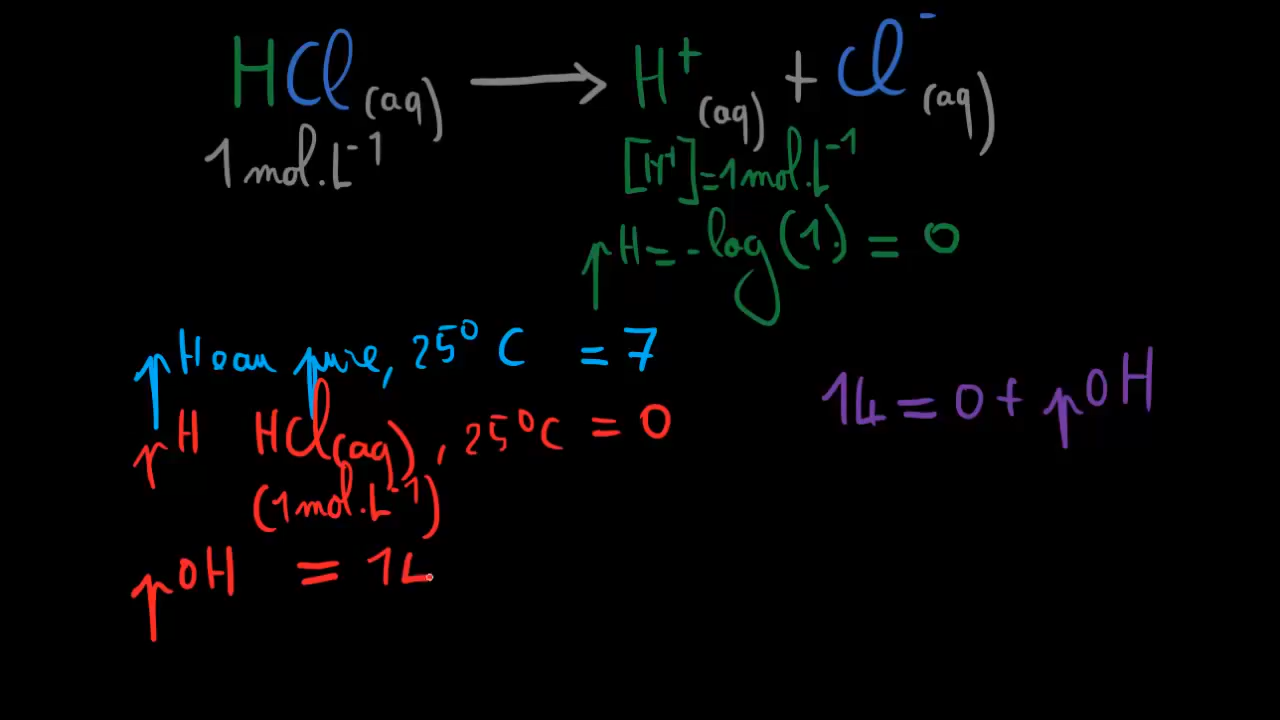 HCl(aq) ⟶ H⁺(aq) + Cl⁻(aq)
1 mol.L⁻¹
[H⁺] = 1 mol.L⁻¹
pH = -log(1) = 0
pH eau pure, 25°C = 7
14 = 0 + pOH
pH HCl(aq), 25°C = 0
(1 mol.L⁻¹)
pOH = 14